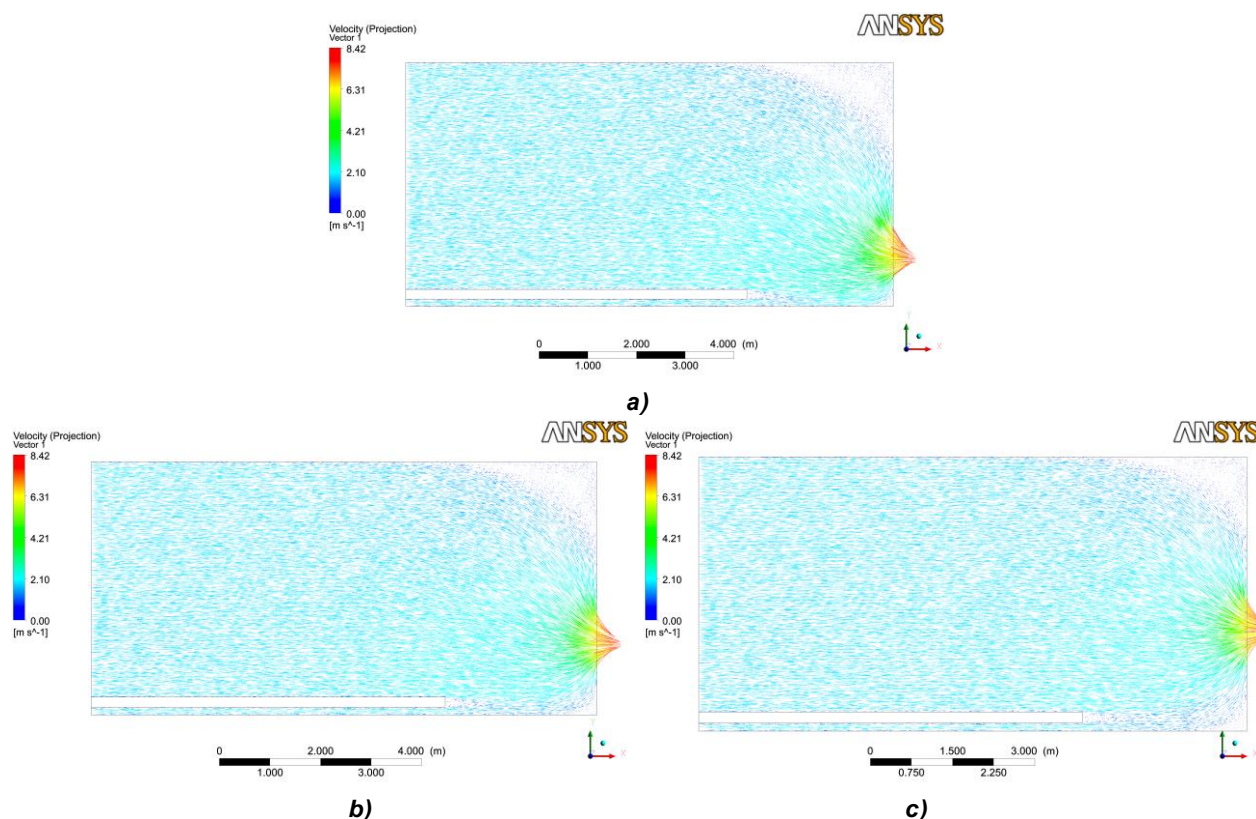 Velocity (Projection)
Vector 1
8.42
6.31
4.21
2.10
0.00
[m s^-1]
ANSYS
Y
X
0 2.000 4.000 (m)
1.000 3.000
a)
Velocity (Projection)
Vector 1
8.42
6.31
4.21
2.10
0.00
[m s^-1]
ANSYS
Y
X
0 2.000 4.000 (m)
1.000 3.000
b)
Velocity (Projection)
Vector 1
8.42
6.31
4.21
2.10
0.00
[m s^-1]
ANSYS
Y
0 1.500 3.000 (m)
0.750 2.250
c)